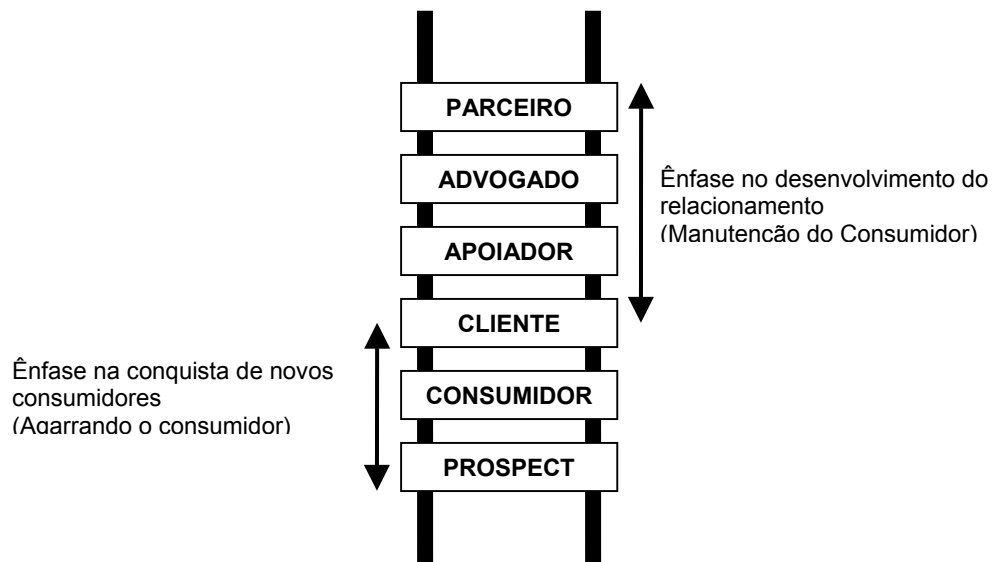 PARCEIRO
ADVOGADO
Ênfase no desenvolvimento do
relacionamento
(Manutenção do Consumidor)
APOIADOR
CLIENTE
Ênfase na conquista de novos
consumidores
(Agarrando o consumidor)
CONSUMIDOR
PROSPECT